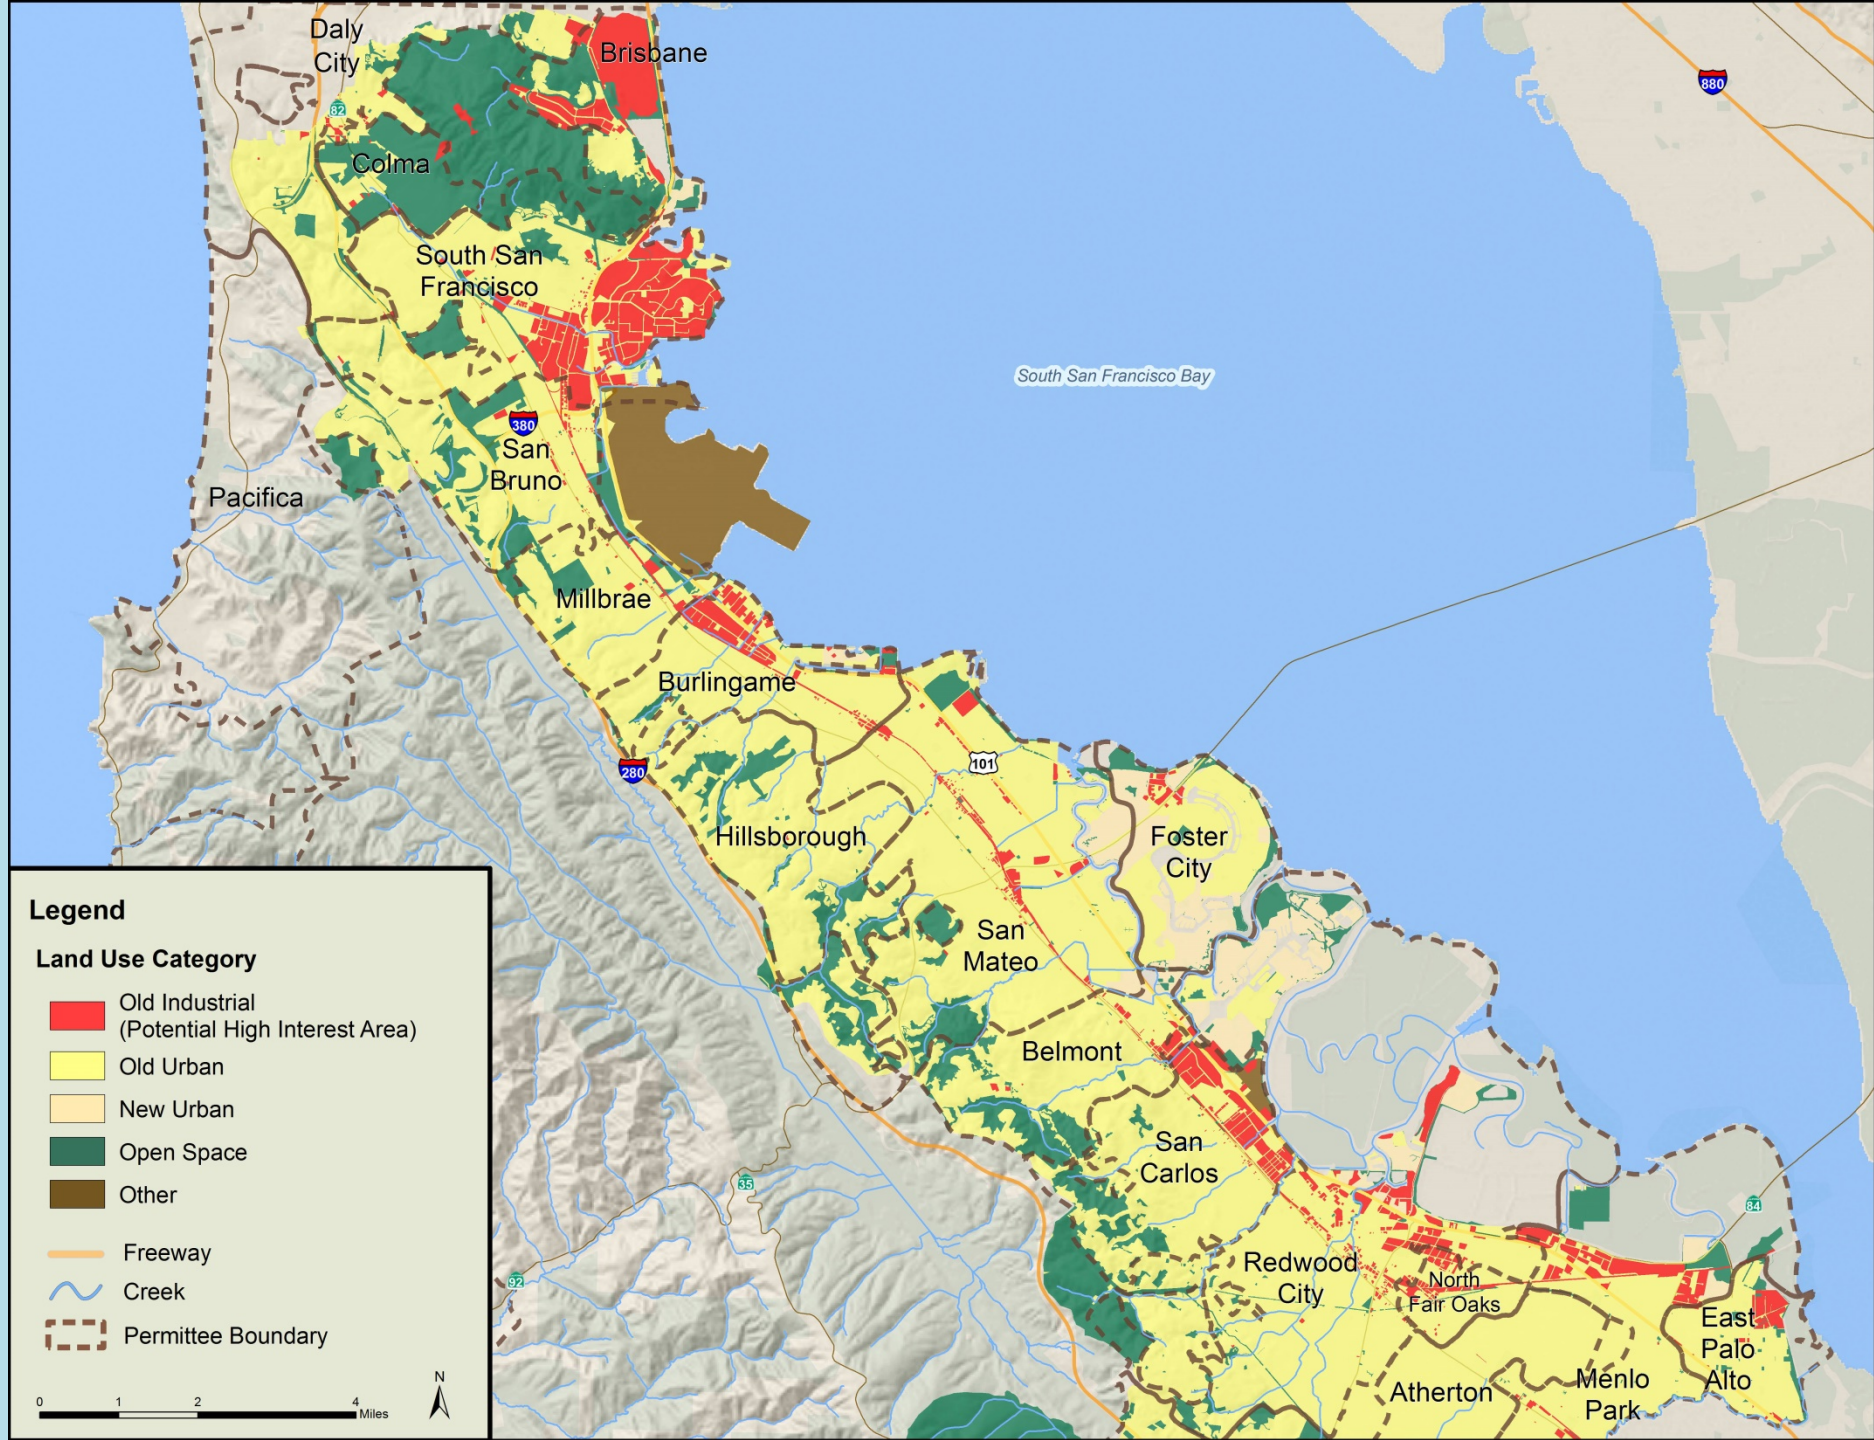 Daly
City
Brisbane
82
880
Colma
South San
Francisco
South San Francisco Bay
380
San
Bruno
Pacifica
Millbrae
Burlingame
101
280
Hillsborough
Foster
City
San
Mateo
Belmont
San
Carlos
35
84
92
Redwood
City
North
Fair Oaks
East
Palo
Alto
Atherton
Menlo
Park
Legend
Land Use Category
Old Industrial
(Potential High Interest Area)
Old Urban
New Urban
Open Space
Other
Freeway
Creek
Permittee Boundary
0 1 2 4
Miles
N